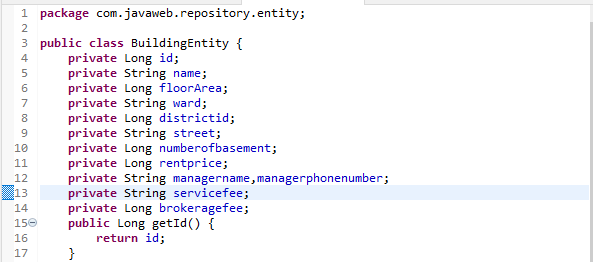 1 package com.javaweb.repository.entity;
2
3 public class BuildingEntity {
4 private Long id;
5 private String name;
6 private Long floorArea;
7 private String ward;
8 private Long districtid;
9 private String street;
10 private Long numberofbasement;
11 private Long rentprice;
12 private String managername,managerphonenumber;
13 private String servicefee;
14 private Long brokeragefee;
15 public Long getId() {
16 return id;
17 }